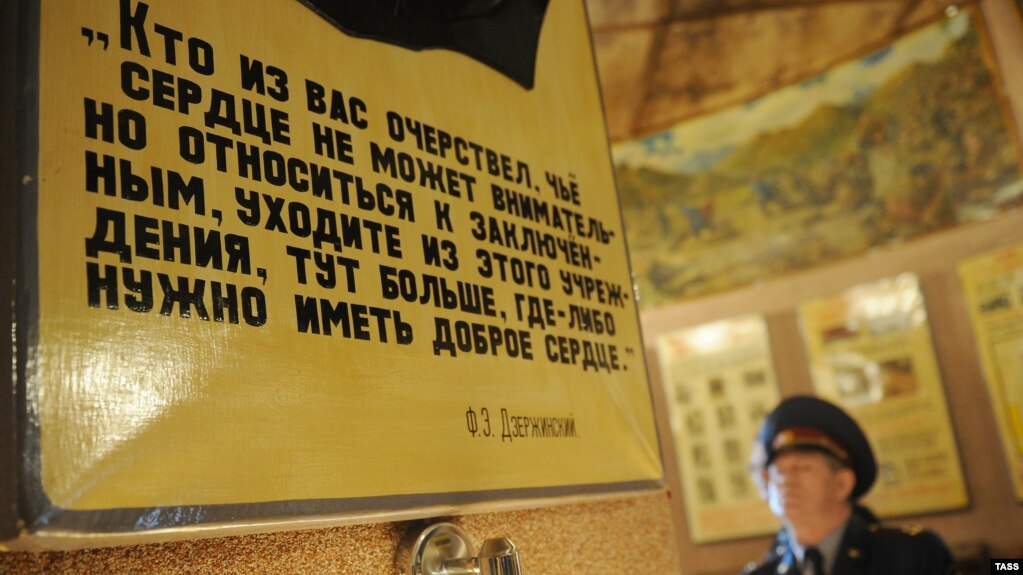 „Кто из вас очерствел, чьё
сердце не может вниматель-
но относиться к заключён-
ным, уходите из этого учреж-
дения, тут больше, где-либо
нужно иметь доброе сердце."
Ф.Э. Дзержинский.
TASS